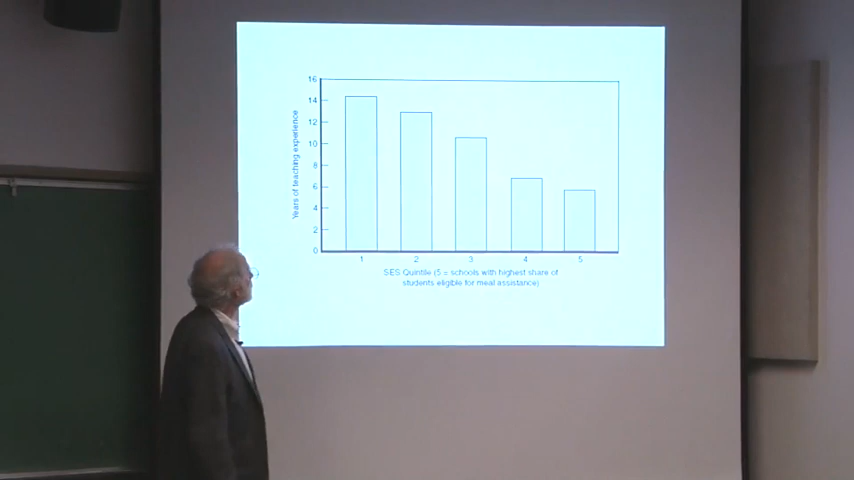 16
14
12
10
8
6
4
2
0
Years of teaching experience
1 2 3 4 5
SES Quintile (5 = schools with highest share of
students eligible for meal assistance)